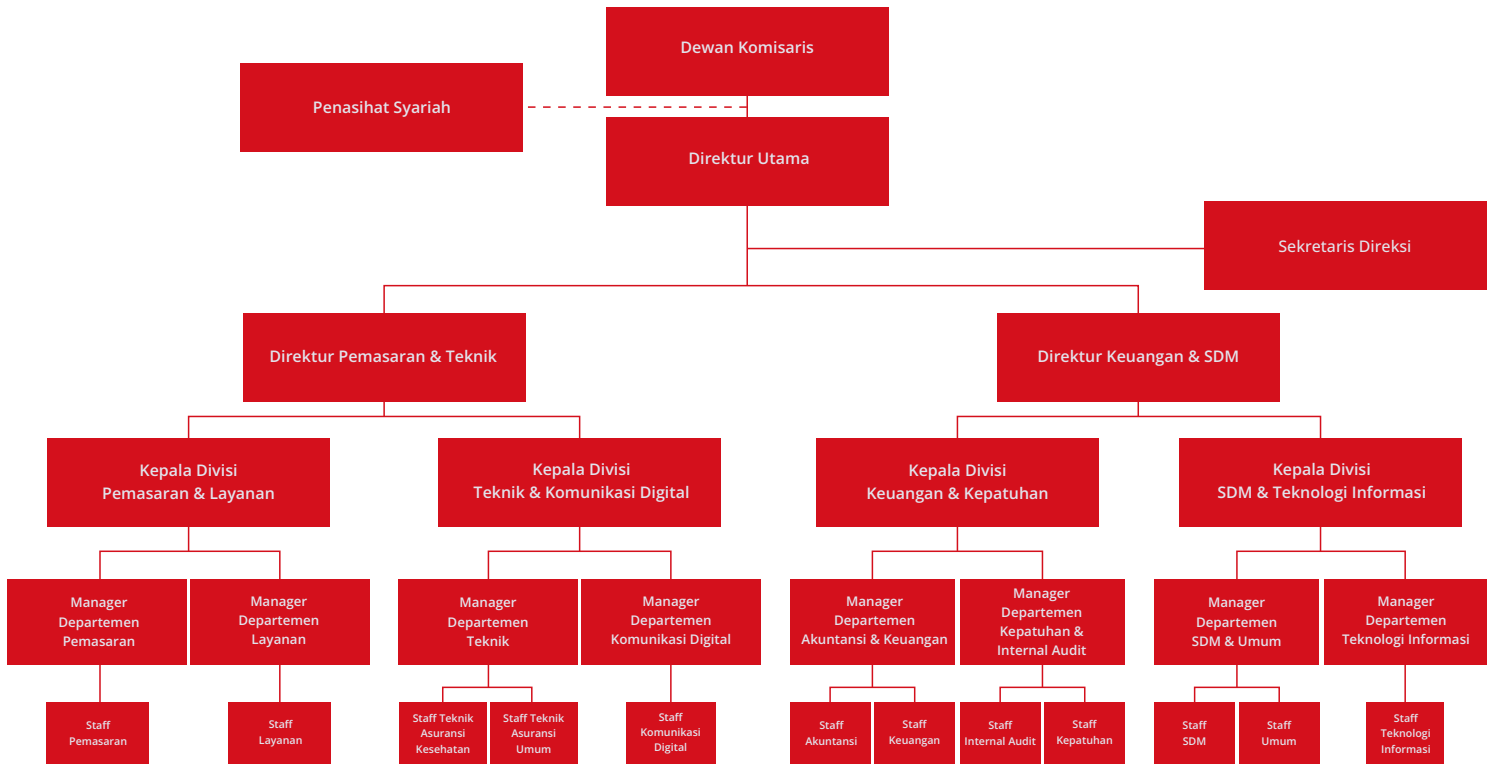 Dewan Komisaris
Penasihat Syariah
Direktur Utama
Sekretaris Direksi
Direktur Pemasaran & Teknik
Direktur Keuangan & SDM
Kepala Divisi
Pemasaran & Layanan
Kepala Divisi
Teknik & Komunikasi Digital
Kepala Divisi
Keuangan & Kepatuhan
Kepala Divisi
SDM & Teknologi Informasi
Manager
Departemen
Pemasaran
Manager
Departemen
Layanan
Manager
Departemen
Teknik
Manager
Departemen
Komunikasi Digital
Manager
Departemen
Akuntansi & Keuangan
Manager
Departemen
Kepatuhan &
Internal Audit
Manager
Departemen
SDM & Umum
Manager
Departemen
Teknologi Informasi
Staff
Pemasaran
Staff
Layanan
Staff Teknik
Asuransi
Kesehatan
Staff Teknik
Asuransi
Umum
Staff
Komunikasi
Digital
Staff
Akuntansi
Staff
Keuangan
Staff
Internal Audit
Staff
Kepatuhan
Staff
SDM
Staff
Umum
Staff
Teknologi
Informasi